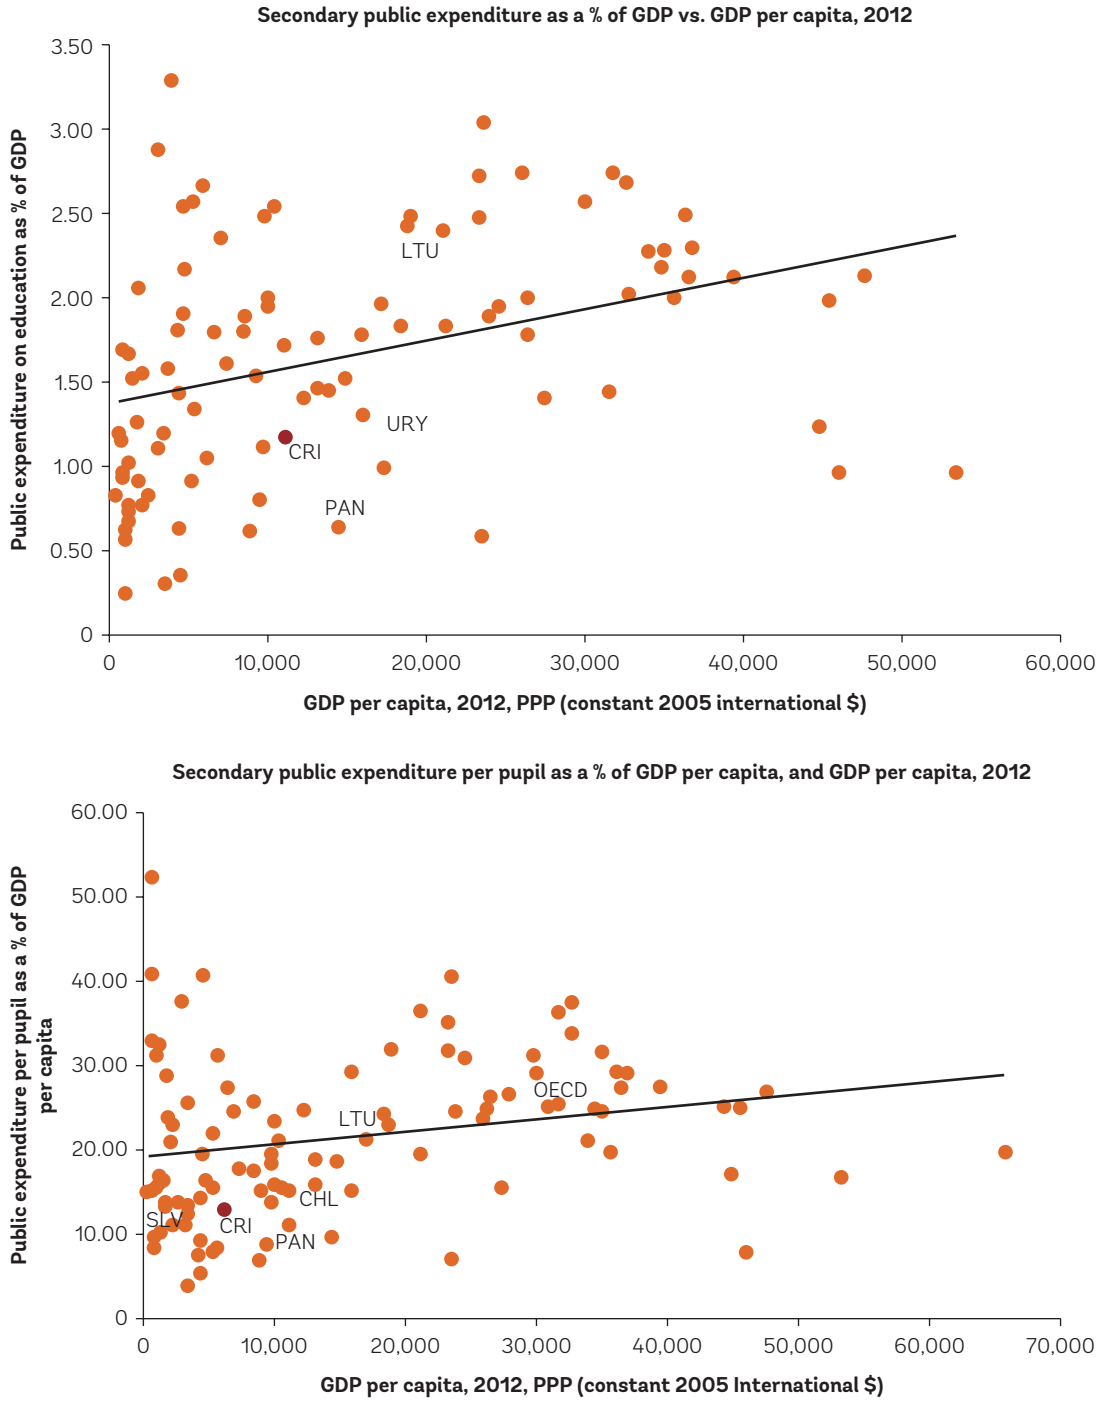 Secondary public expenditure as a % of GDP vs. GDP per capita, 2012
3.50
3.00
2.50
2.00
1.50
1.00
0.50
0
Public expenditure on education as % of GDP
LTU
URY
CRI
PAN
0
10,000
20,000
30,000
40,000
50,000
60,000
GDP per capita, 2012, PPP (constant 2005 international $)
Secondary public expenditure per pupil as a % of GDP per capita, and GDP per capita, 2012
60.00
50.00
40.00
30.00
20.00
10.00
0
Public expenditure per pupil as a % of GDP
per capita
OECD
LTU
CHL
SLV
CRI
PAN
0
10,000
20,000
30,000
40,000
50,000
60,000
70,000
GDP per capita, 2012, PPP (constant 2005 International $)